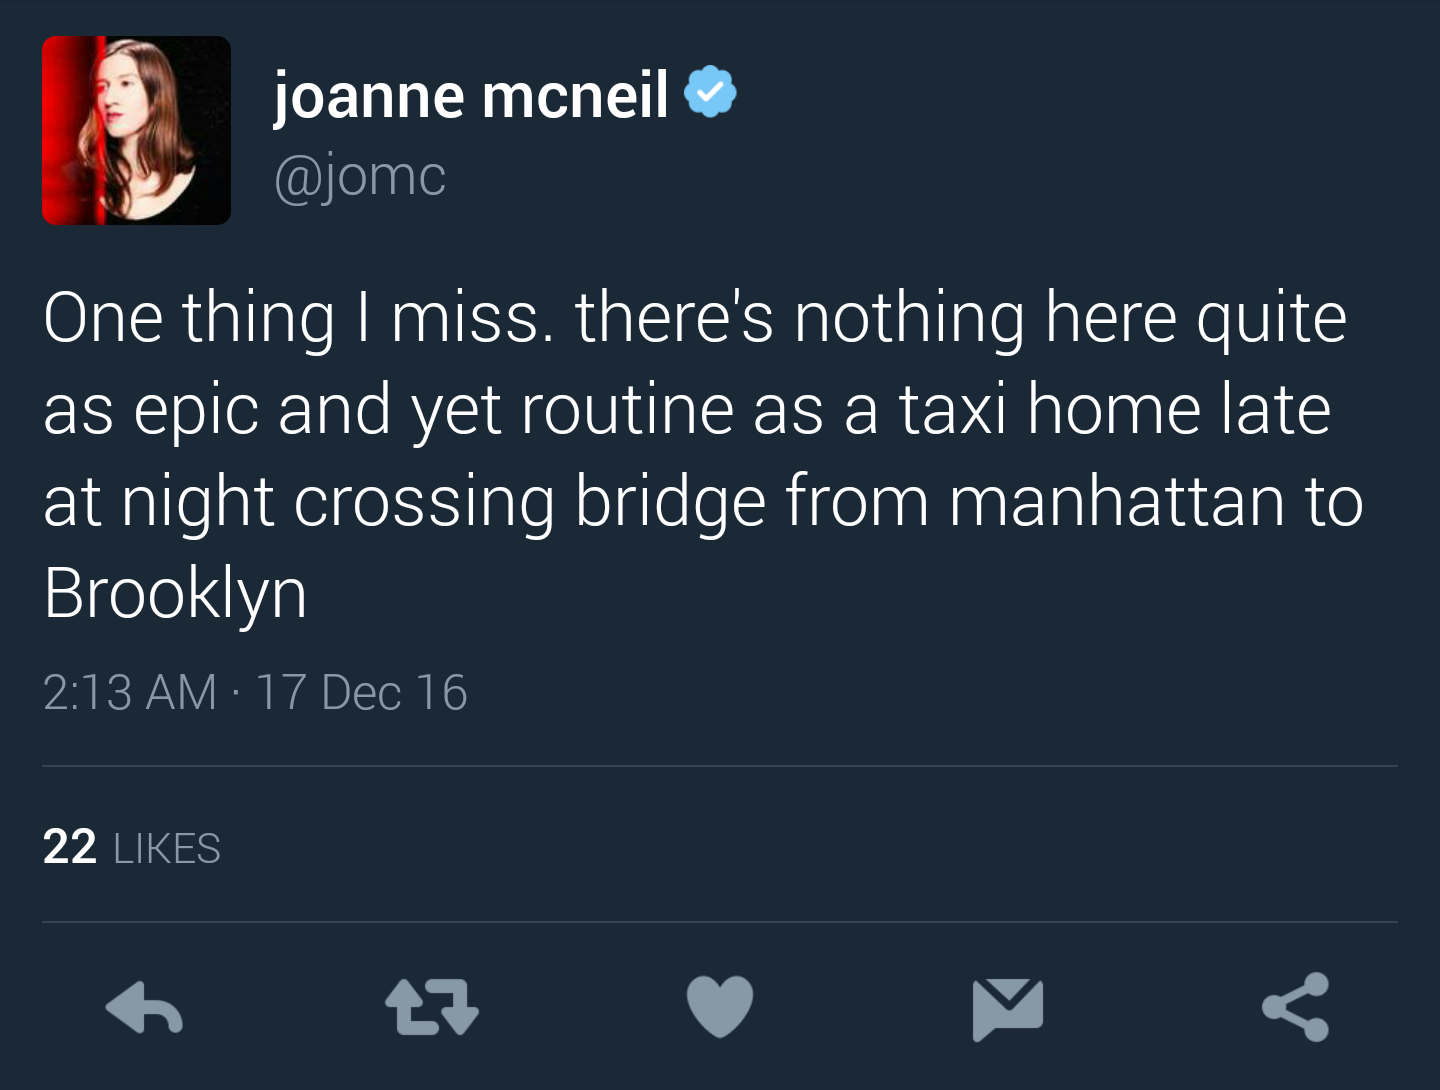 joanne mcneil
@jomc
One thing I miss. there's nothing here quite
as epic and yet routine as a taxi home late
at night crossing bridge from manhattan to
Brooklyn
2:13 AM · 17 Dec 16
22 LIKES